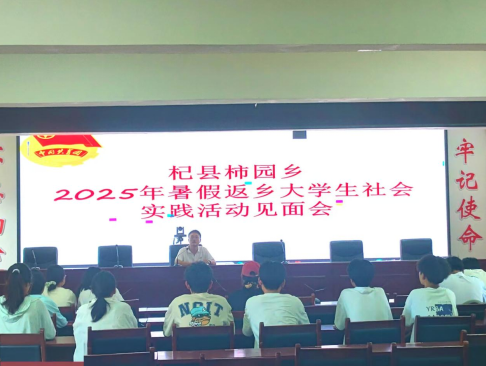 杞县柿园乡
2025年暑假返乡大学生社会
实践活动见面会
牢记使命